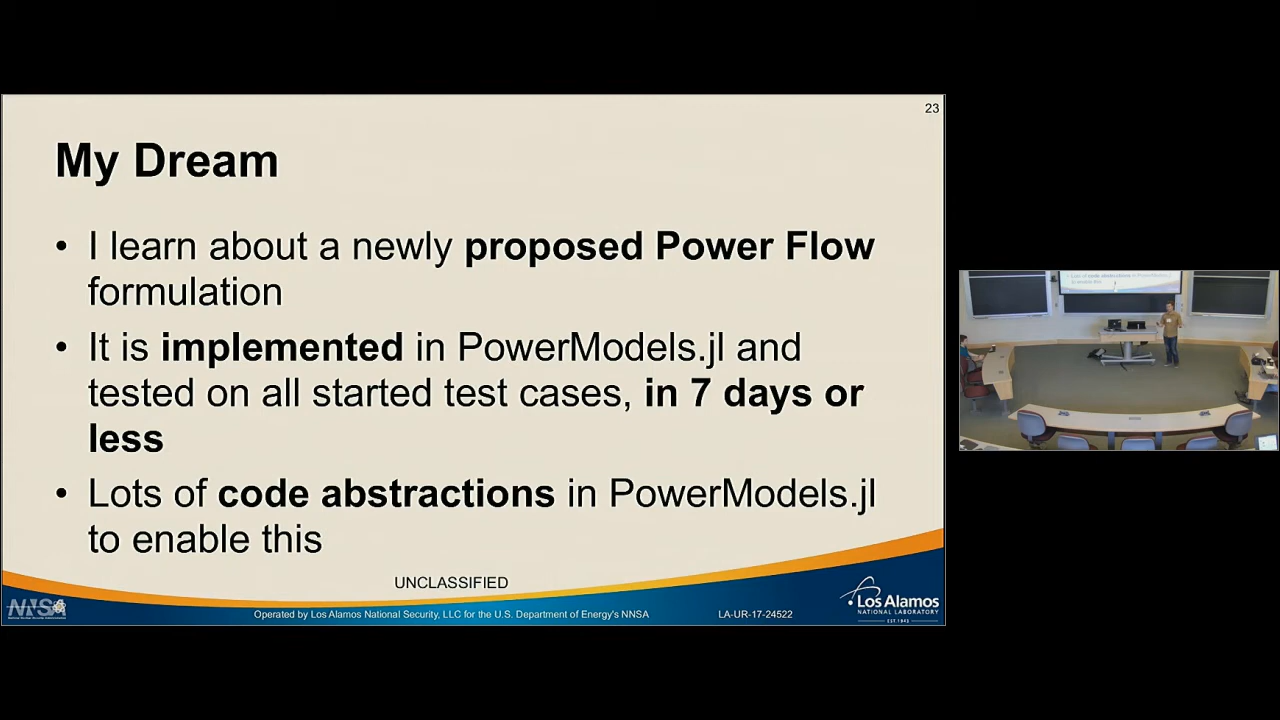 23
My Dream
• I learn about a newly proposed Power Flow
formulation
• It is implemented in PowerModels.jl and
tested on all started test cases, in 7 days or
less
• Lots of code abstractions in PowerModels.jl
to enable this
UNCLASSIFIED
NNSA
Operated by Los Alamos National Security, LLC for the U.S. Department of Energy's NNSA
LA-UR-17-24522
Los Alamos
NATIONAL LABORATORY
EST. 1943